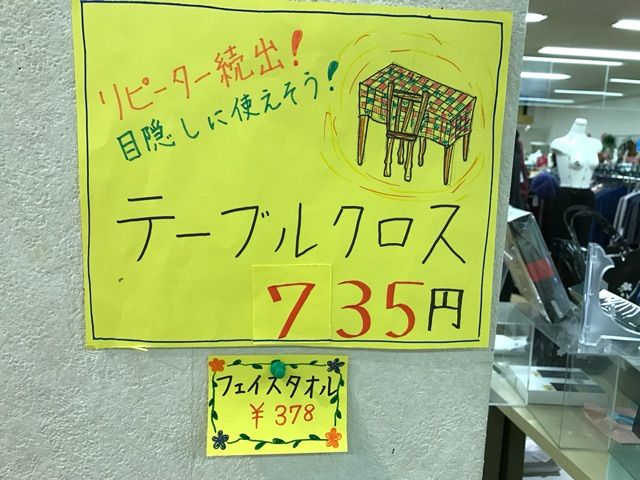 リピーター続出!
目隠しに使えそう!
テーブルクロス
735円
フェイスタオル
¥378